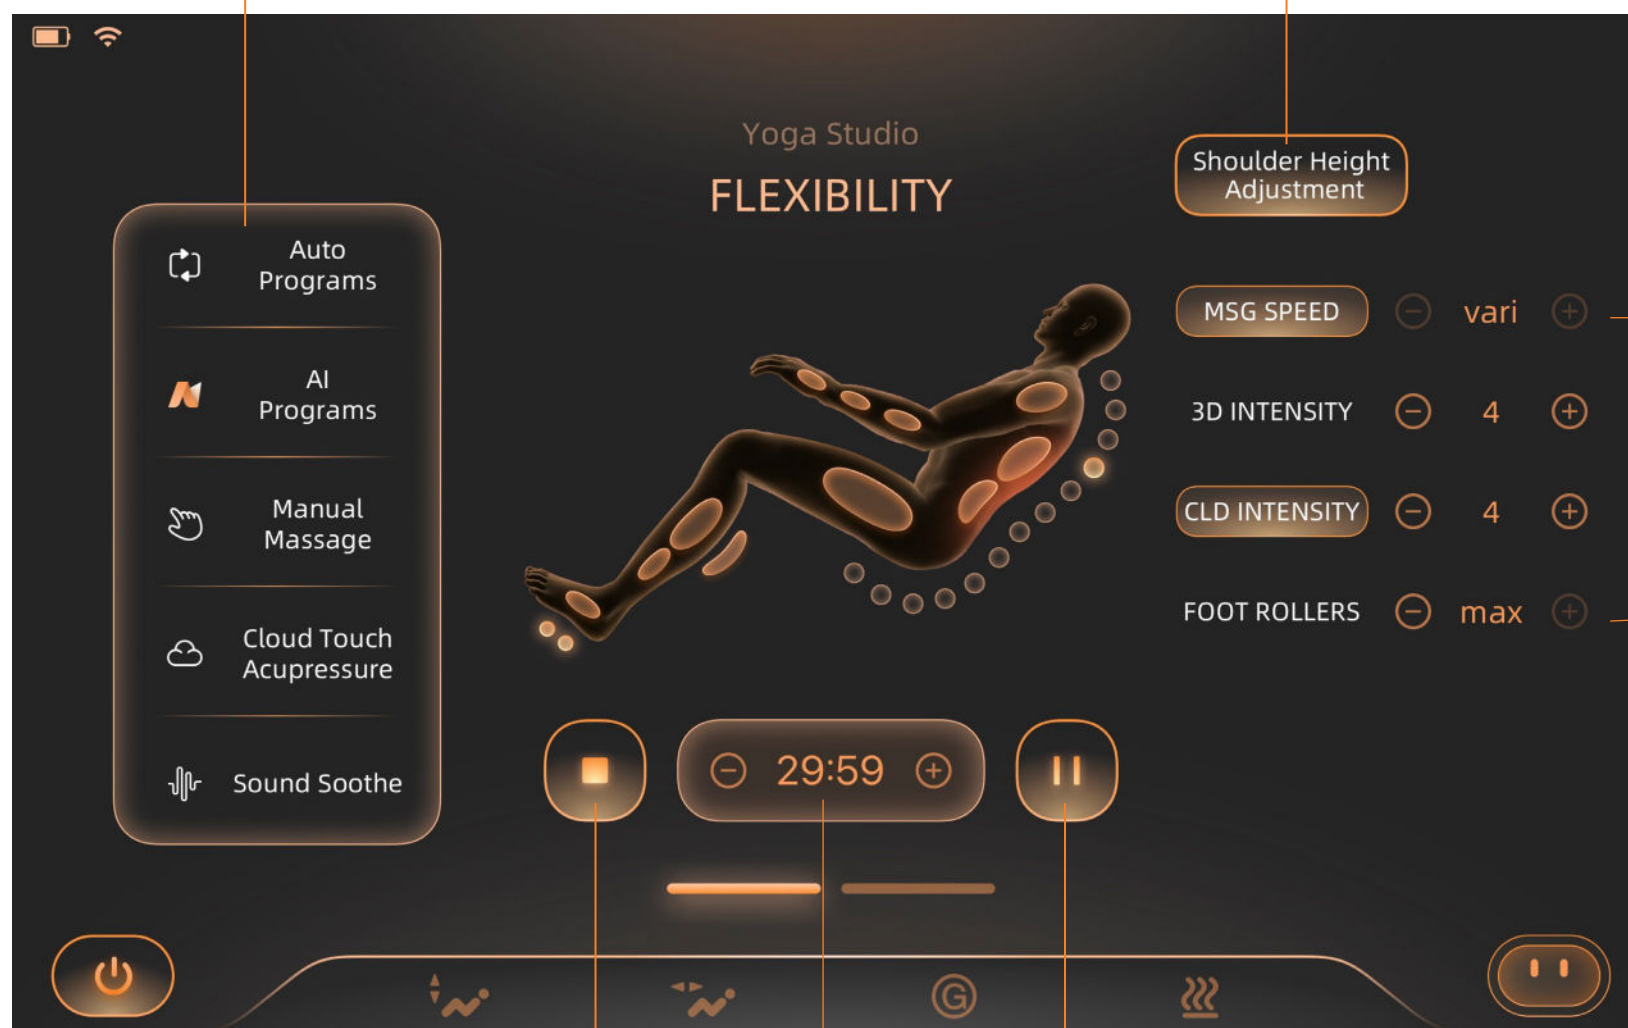 Yoga Studio
FLEXIBILITY
Shoulder Height
Adjustment
Auto
Programs
AI
Programs
Manual
Massage
Cloud Touch
Acupressure
Sound Soothe
MSG SPEED vari
3D INTENSITY 4
CLD INTENSITY 4
FOOT ROLLERS max
29:59
G